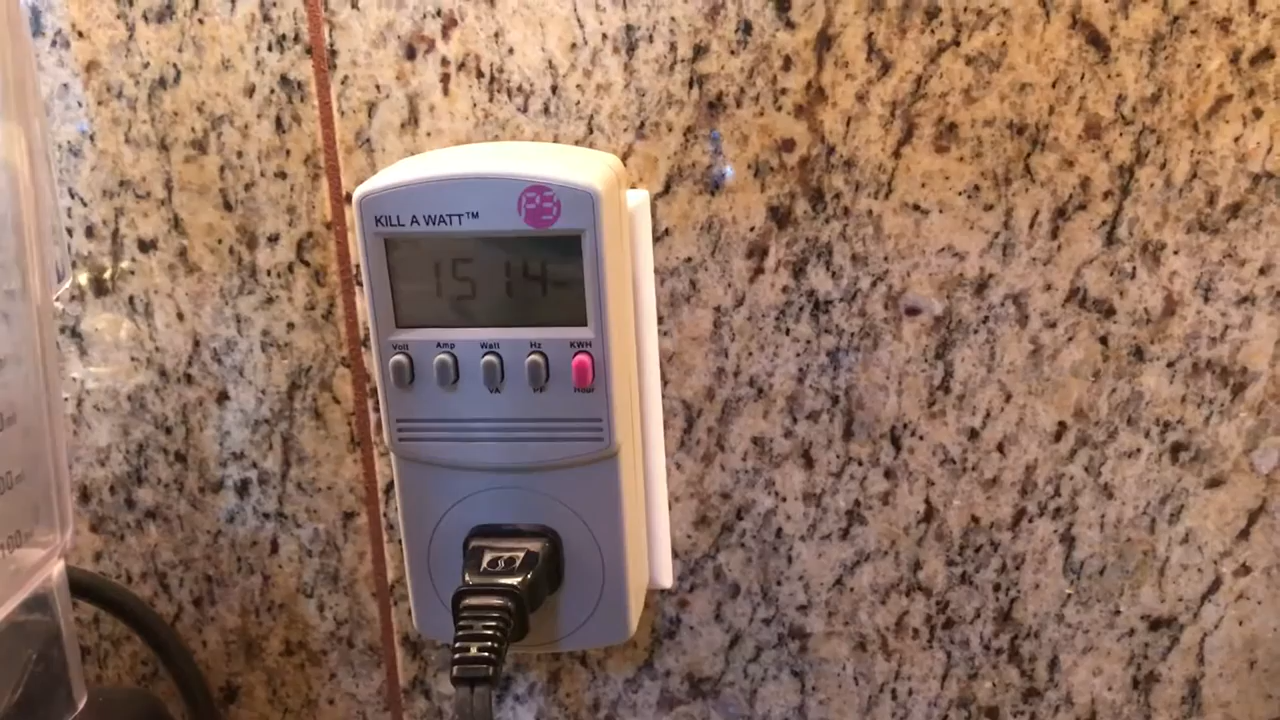 KILL A WATT™
P3
1514
Volt Amp Watt Hz KWH
VA PF Hour